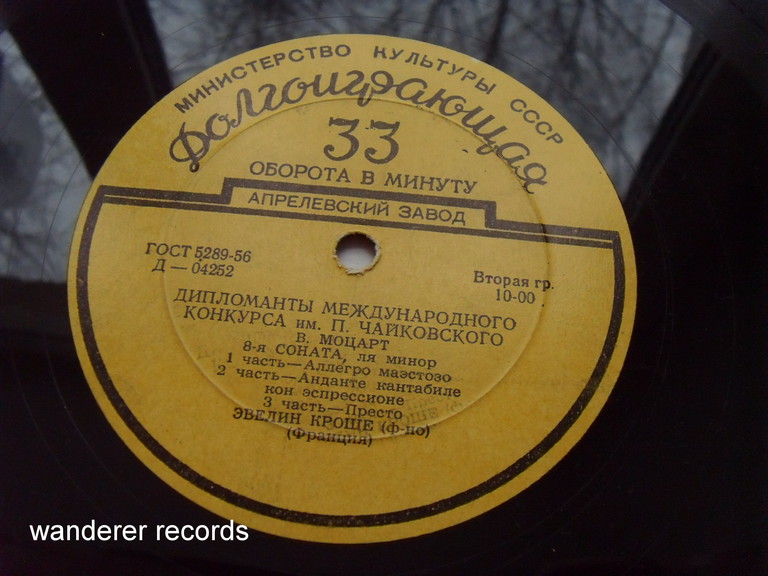 МИНИСТЕРСТВО КУЛЬТУРЫ СССР
Долгоиграющая
33
ОБОРОТА В МИНУТУ
АПРЕЛЕВСКИЙ ЗАВОД
ГОСТ 5289-56
Д — 04252
Вторая гр.
10-00
ДИПЛОМАНТЫ МЕЖДУНАРОДНОГО
КОНКУРСА им. П. ЧАЙКОВСКОГО
В. МОЦАРТ
8-я СОНАТА, ля минор
1 часть—Аллегро маэстозо
2 часть—Анданте кантабиле
кон эспрессионе
3 часть—Престо
ЭВЕЛИН КРОШЕ (ф-но)
(Франция)
wanderer records